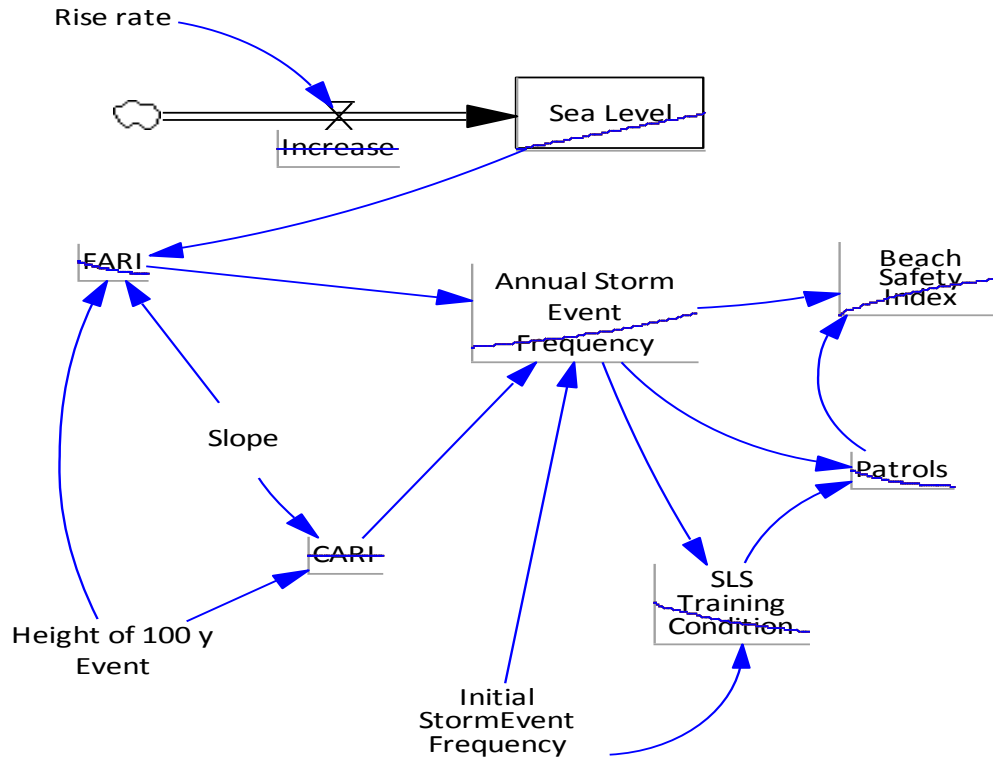 Rise rate
Sea Level
Increase
FARI
Annual Storm
Event
Frequency
Beach
Safety
Index
Slope
Patrols
CARI
SLS
Training
Condition
Height of 100 y
Event
Initial
StormEvent
Frequency